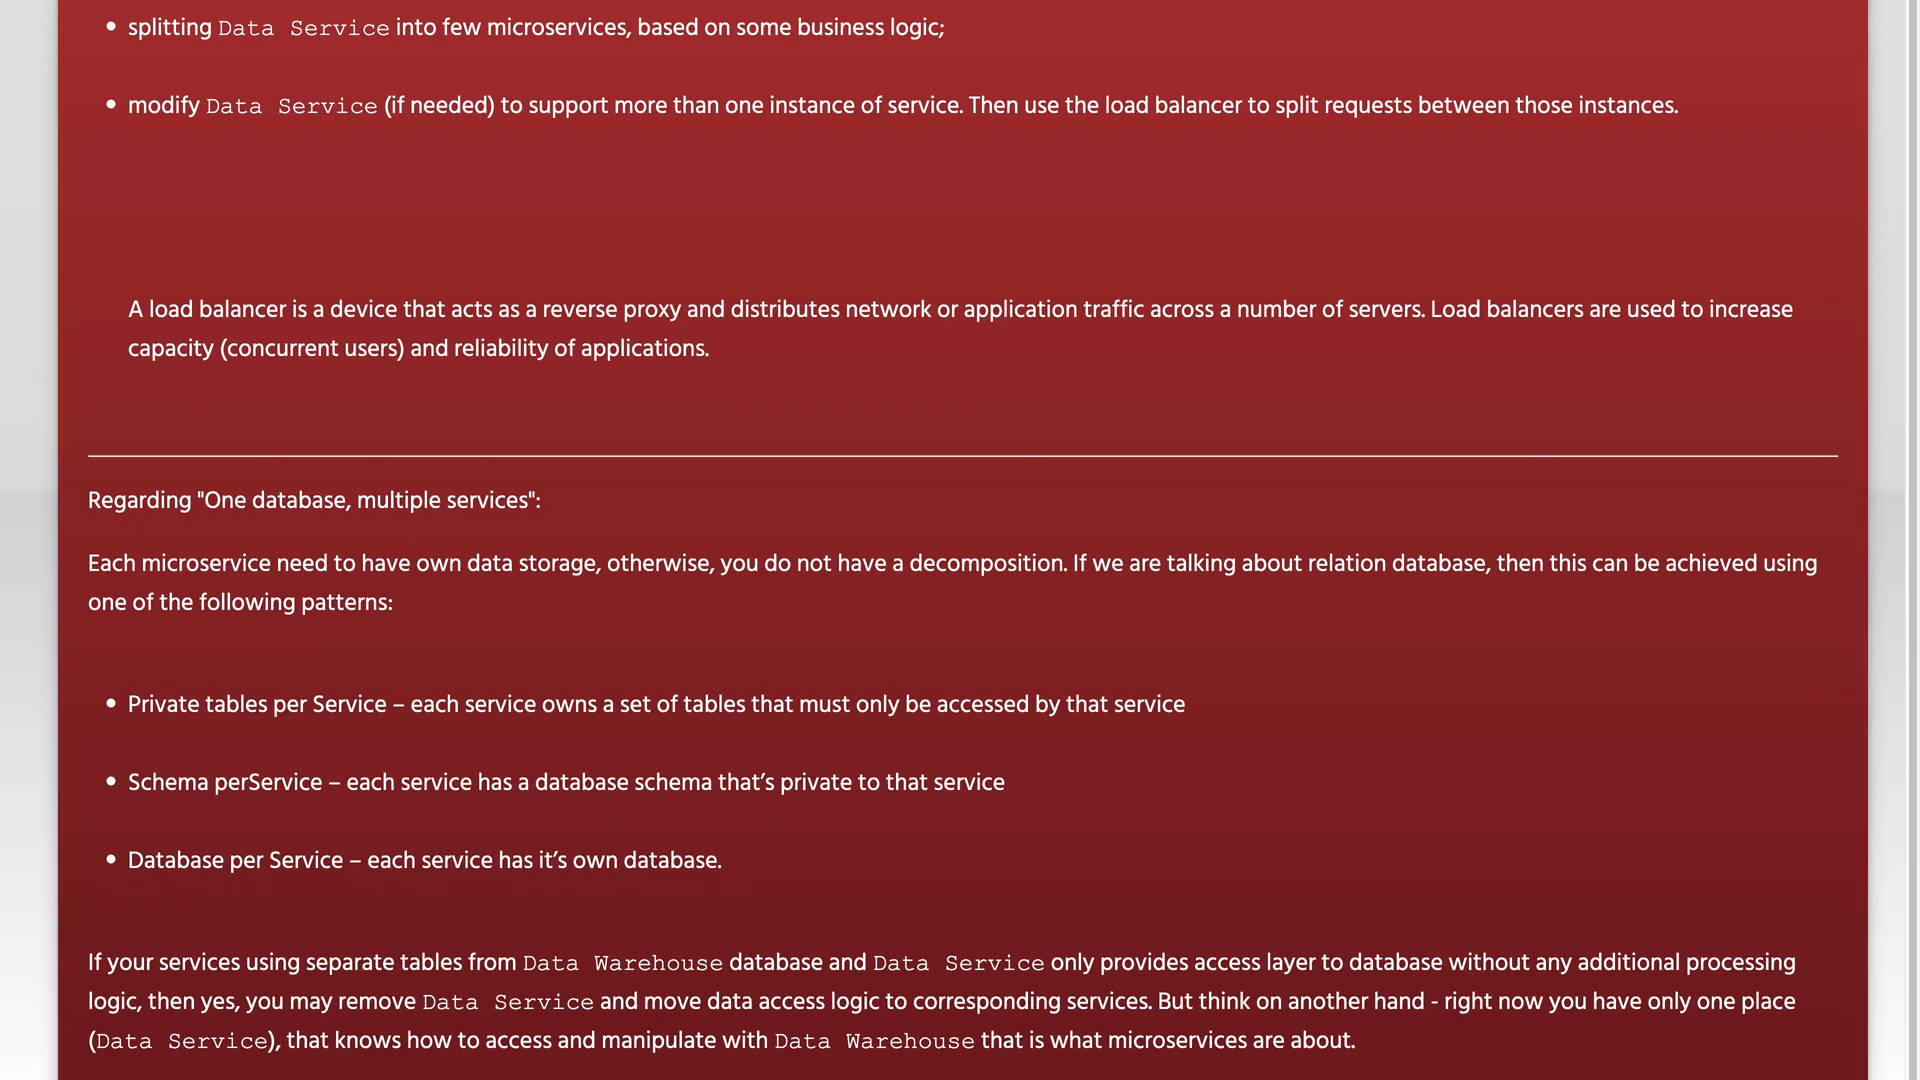 • splitting Data Service into few microservices, based on some business logic;
• modify Data Service (if needed) to support more than one instance of service. Then use the load balancer to split requests between those instances.
A load balancer is a device that acts as a reverse proxy and distributes network or application traffic across a number of servers. Load balancers are used to increase
capacity (concurrent users) and reliability of applications.
Regarding "One database, multiple services":
Each microservice need to have own data storage, otherwise, you do not have a decomposition. If we are talking about relation database, then this can be achieved using
one of the following patterns:
• Private tables per Service – each service owns a set of tables that must only be accessed by that service
• Schema perService – each service has a database schema that’s private to that service
• Database per Service – each service has it’s own database.
If your services using separate tables from Data Warehouse database and Data Service only provides access layer to database without any additional processing
logic, then yes, you may remove Data Service and move data access logic to corresponding services. But think on another hand - right now you have only one place
(Data Service), that knows how to access and manipulate with Data Warehouse that is what microservices are about.